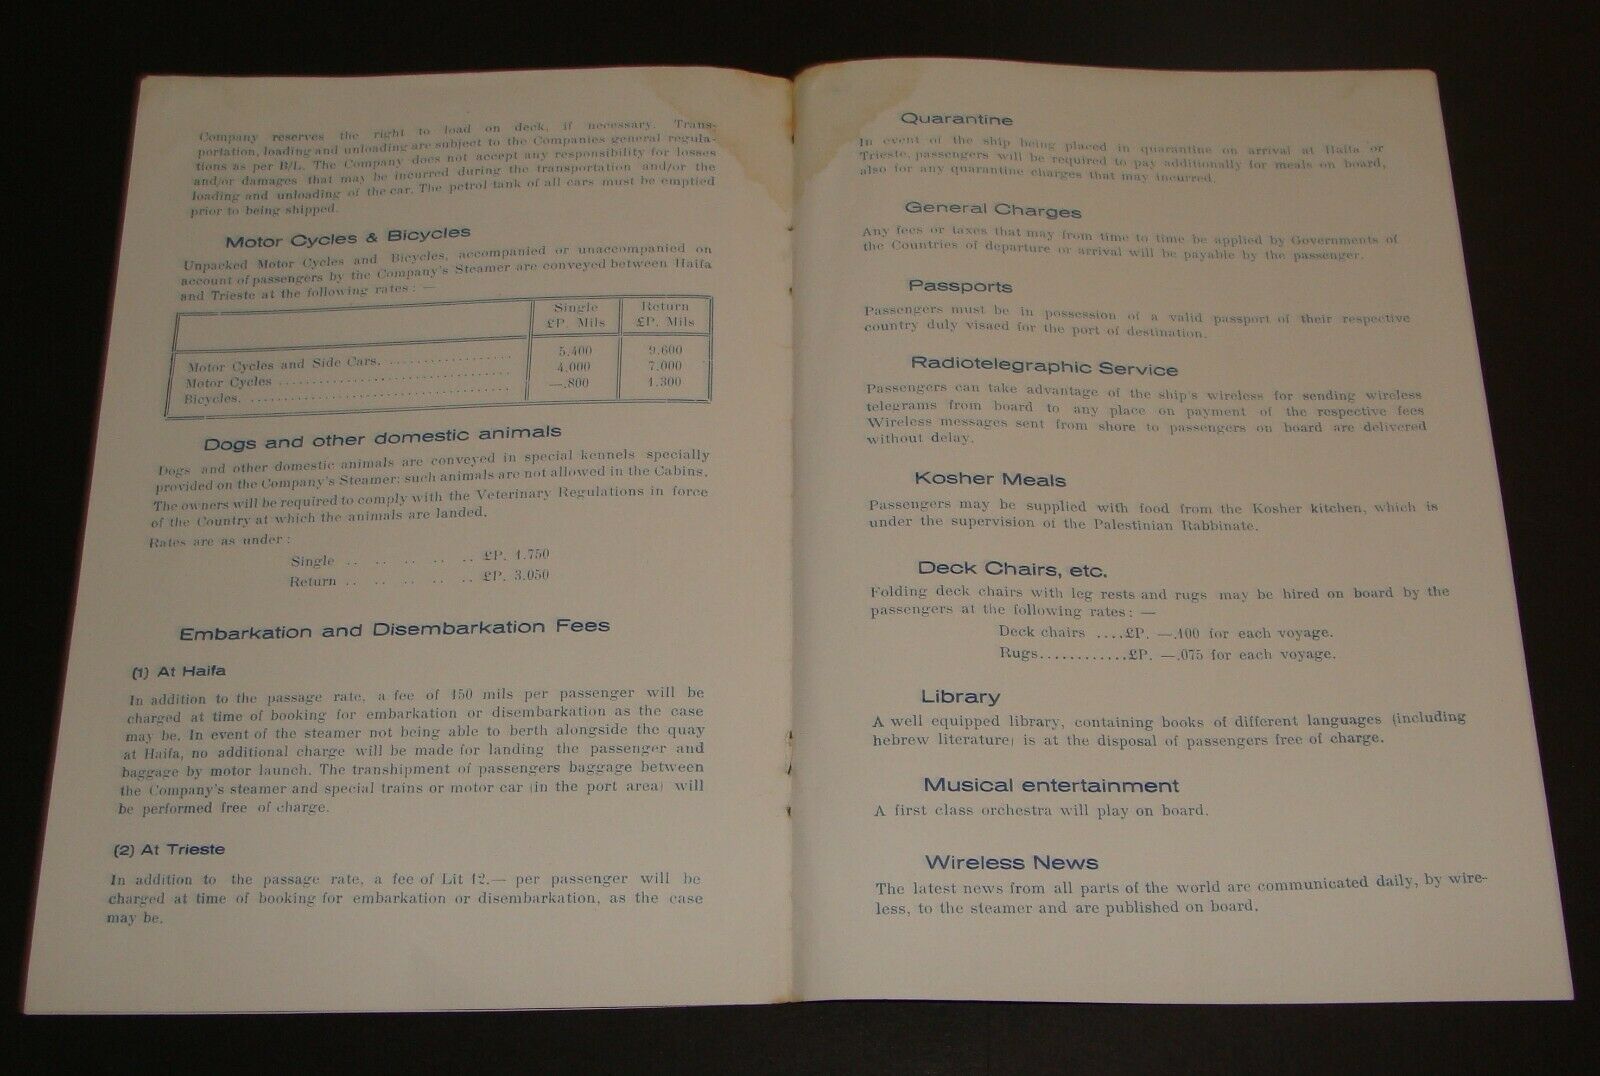 Company reserves the right to load on deck, if necessary. Trans-
portation, loading and unloading are subject to the Companies general regula-
tions as per B/L. The Company does not accept any responsibility for losses
and/or damages that may be incurred during the transportation and/or the
loading and unloading of the car. The petrol tank of all cars must be emptied
prior to being shipped.
Motor Cycles & Bicycles
Unpacked Motor Cycles and Bicycles, accompanied or unaccompanied on
account of passengers by the Company's Steamer are conveyed between Haifa
and Trieste at the following rates: —
Single Return
£P. Mils £P. Mils
Motor Cycles and Side Cars. .................. 5.400 9.600
Motor Cycles .................................. 4.000 7.000
Bicycles. ...................................... —.800 1.300
Dogs and other domestic animals
Dogs and other domestic animals are conveyed in special kennels specially
provided on the Company's Steamer; such animals are not allowed in the Cabins.
The owners will be required to comply with the Veterinary Regulations in force
of the Country at which the animals are landed.
Rates are as under:
Single .. .. .. .. .. .. £P. 1.750
Return .. .. .. .. .. .. £P. 3.050
Embarkation and Disembarkation Fees
(1) At Haifa
In addition to the passage rate, a fee of 150 mils per passenger will be
charged at time of booking for embarkation or disembarkation as the case
may be. In event of the steamer not being able to berth alongside the quay
at Haifa, no additional charge will be made for landing the passenger and
baggage by motor launch. The transhipment of passengers baggage between
the Company's steamer and special trains or motor car (in the port area) will
be performed free of charge.
(2) At Trieste
In addition to the passage rate, a fee of Lit 12.— per passenger will be
charged at time of booking for embarkation or disembarkation, as the case
may be.
Quarantine
In event of the ship being placed in quarantine on arrival at Haifa or
Trieste, passengers will be required to pay additionally for meals on board,
also for any quarantine charges that may incurred.
General Charges
Any fees or taxes that may from time to time be applied by Governments of
the Countries of departure or arrival will be payable by the passenger.
Passports
Passengers must be in possession of a valid passport of their respective
country duly visaed for the port of destination.
Radiotelegraphic Service
Passengers can take advantage of the ship's wireless for sending wireless
telegrams from board to any place on payment of the respective fees
Wireless messages sent from shore to passengers on board are delivered
without delay.
Kosher Meals
Passengers may be supplied with food from the Kosher kitchen, which is
under the supervision of the Palestinian Rabbinate.
Deck Chairs, etc.
Folding deck chairs with leg rests and rugs may be hired on board by the
passengers at the following rates: —
Deck chairs ....£P. —.100 for each voyage.
Rugs............£P. —.075 for each voyage.
Library
A well equipped library, containing books of different languages (including
hebrew literature) is at the disposal of passengers free of charge.
Musical entertainment
A first class orchestra will play on board.
Wireless News
The latest news from all parts of the world are communicated daily, by wire-
less, to the steamer and are published on board.